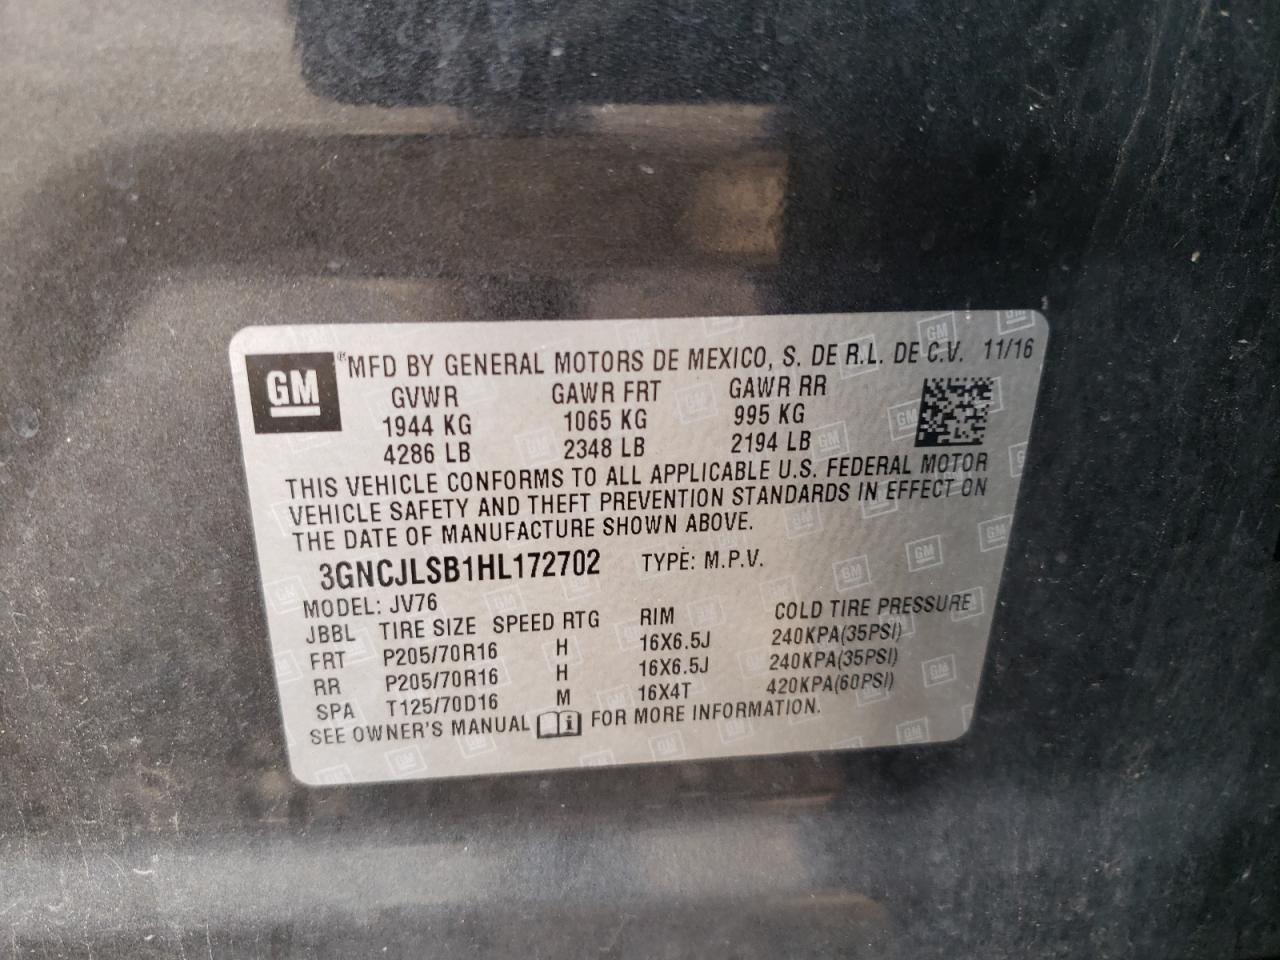 GM ® MFD BY GENERAL MOTORS DE MEXICO, S. DE R.L. DE C.V. 11/16
GVWR GAWR FRT GAWR RR
1944 KG 1065 KG 995 KG
4286 LB 2348 LB 2194 LB
THIS VEHICLE CONFORMS TO ALL APPLICABLE U.S. FEDERAL MOTOR
VEHICLE SAFETY AND THEFT PREVENTION STANDARDS IN EFFECT ON
THE DATE OF MANUFACTURE SHOWN ABOVE.
3GNCJLSB1HL172702 TYPE: M.P.V.
MODEL: JV76
JBBL TIRE SIZE SPEED RTG RIM COLD TIRE PRESSURE
FRT P205/70R16 H 16X6.5J 240KPA(35PSI)
RR P205/70R16 H 16X6.5J 240KPA(35PSI)
SPA T125/70D16 M 16X4T 420KPA(60PSI)
SEE OWNER'S MANUAL FOR MORE INFORMATION.